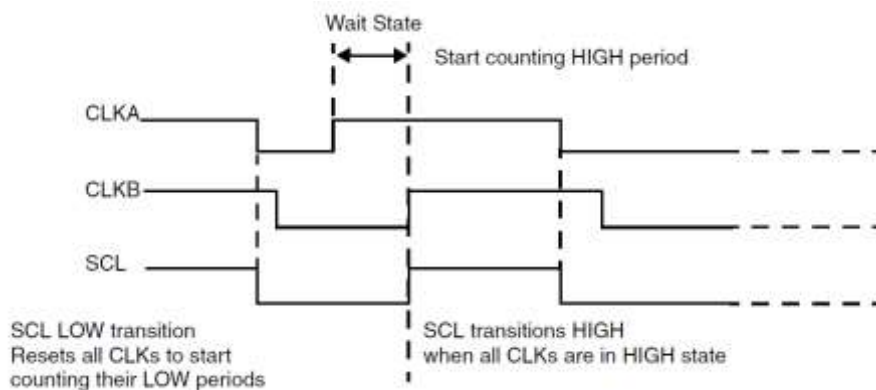 Wait State
Start counting HIGH period
CLKA
CLKB
SCL
SCL LOW transition
Resets all CLKs to start
counting their LOW periods
SCL transitions HIGH
when all CLKs are in HIGH state